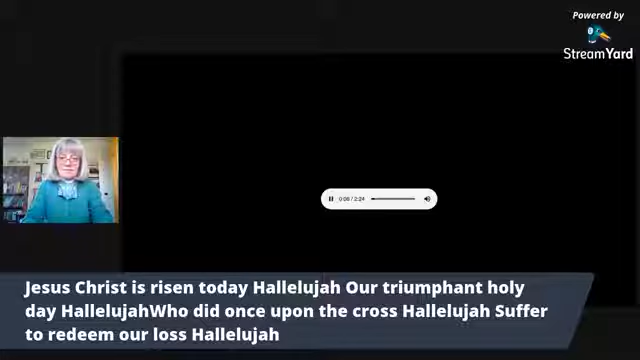 Powered by
StreamYard
0:06 / 2:24
Jesus Christ is risen today Hallelujah Our triumphant holy
day HallelujahWho did once upon the cross Hallelujah Suffer
to redeem our loss Hallelujah